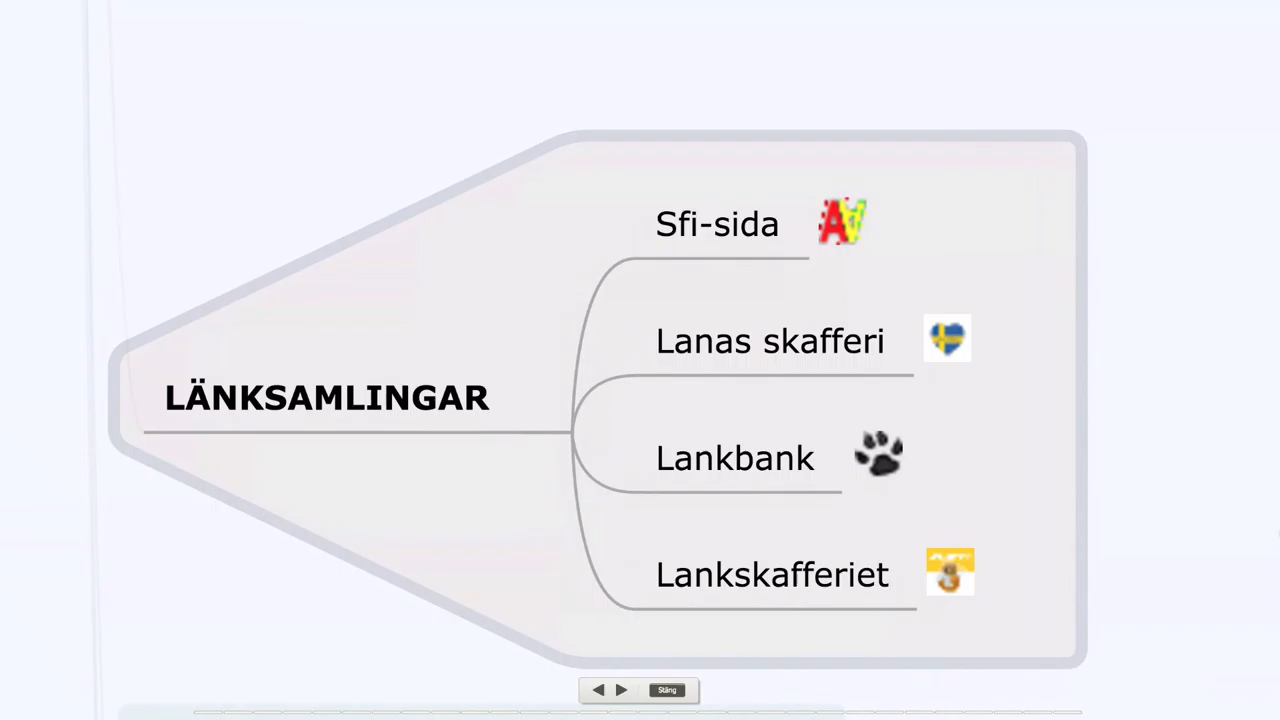 Sfi-sida
Lanas skafferi
LÄNKSAMLINGAR
Lankbank
Lankskafferiet
Stäng